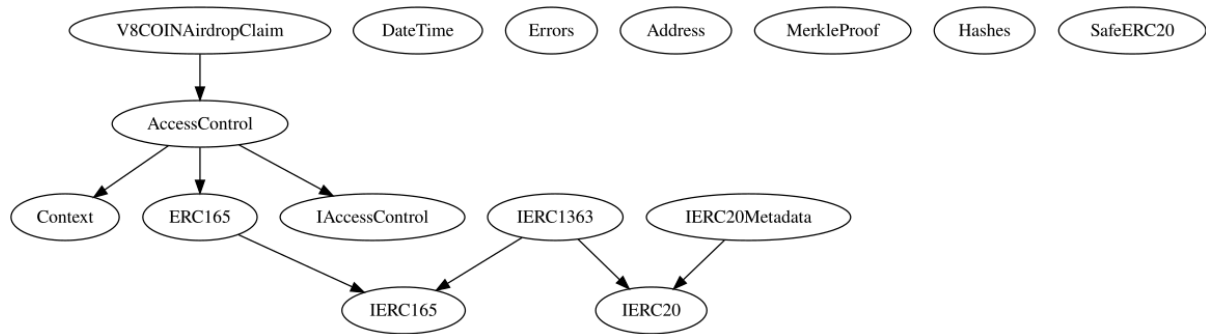 V8COINAirdropClaim
DateTime
Errors
Address
MerkleProof
Hashes
SafeERC20
AccessControl
Context
ERC165
IAccessControl
IERC1363
IERC20Metadata
IERC165
IERC20